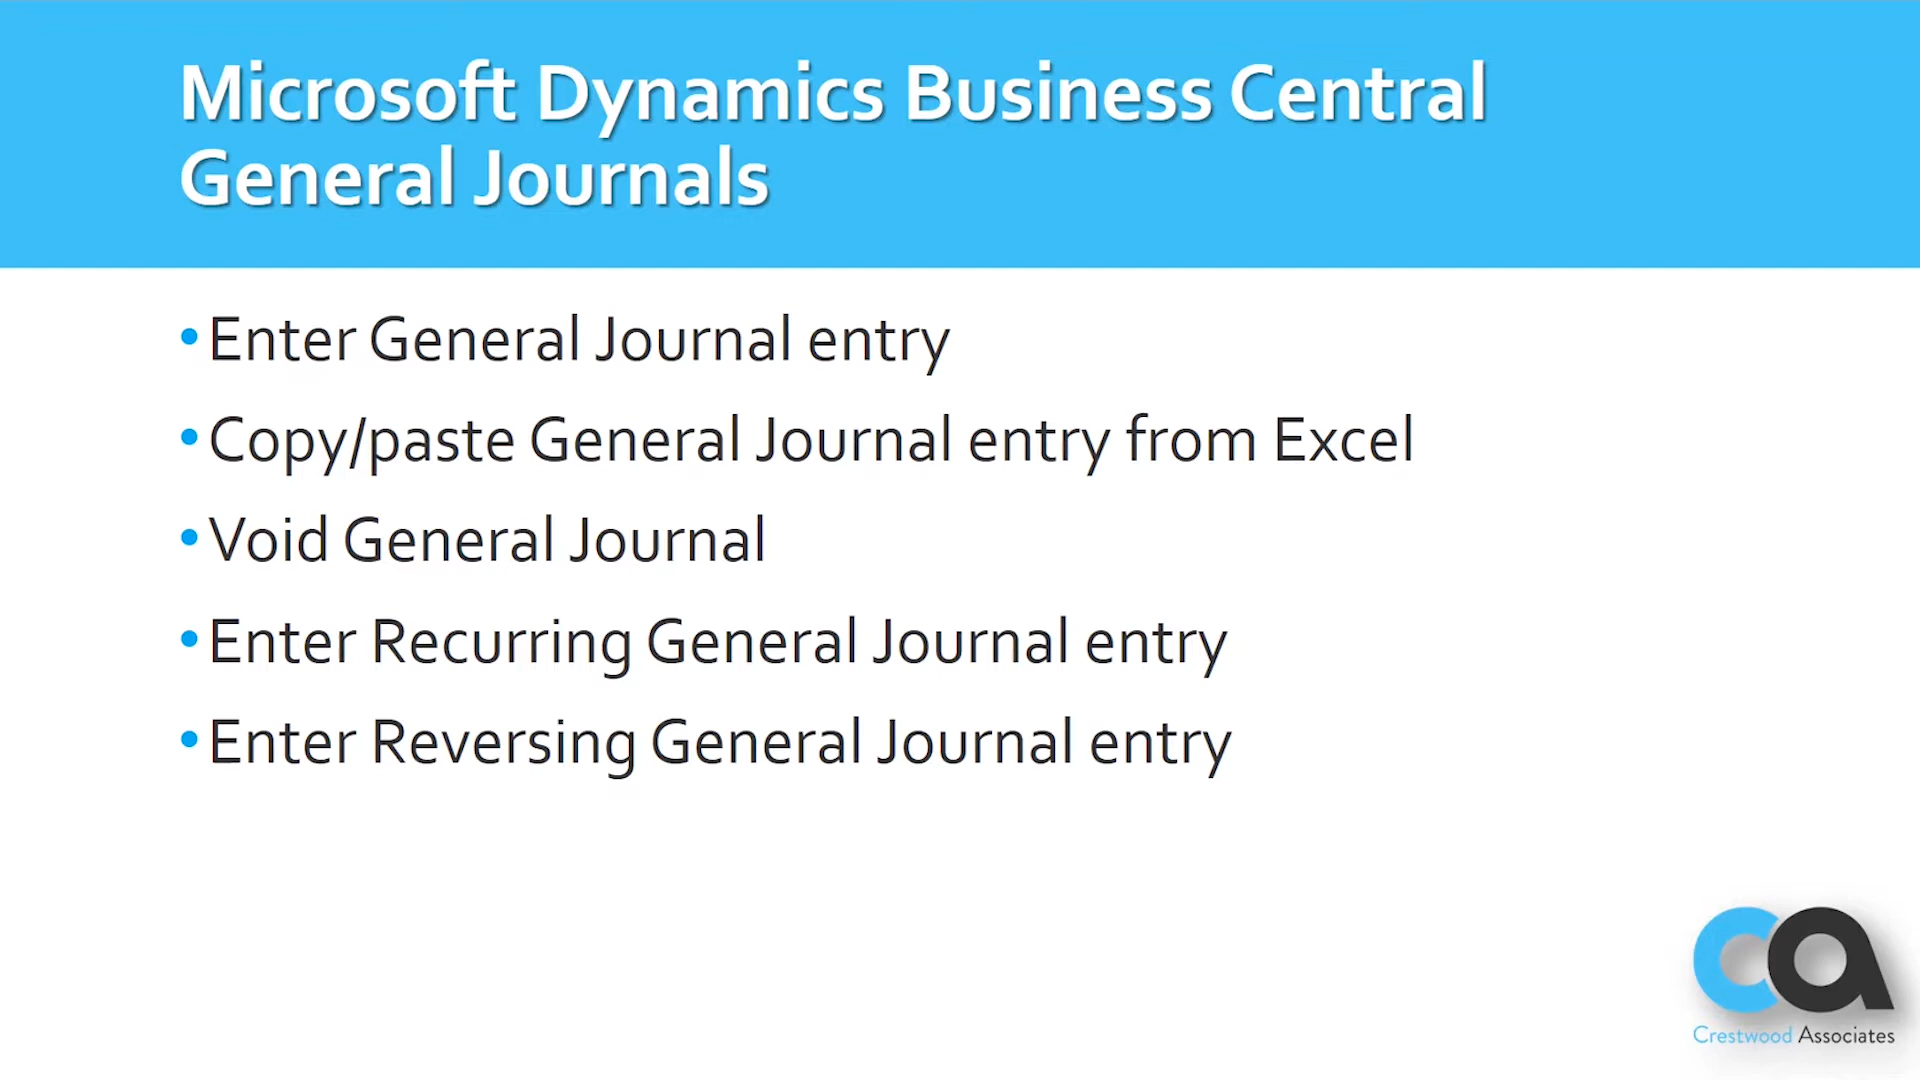 Microsoft Dynamics Business Central
General Journals
• Enter General Journal entry
• Copy/paste General Journal entry from Excel
• Void General Journal
• Enter Recurring General Journal entry
• Enter Reversing General Journal entry
ca
Crestwood Associates